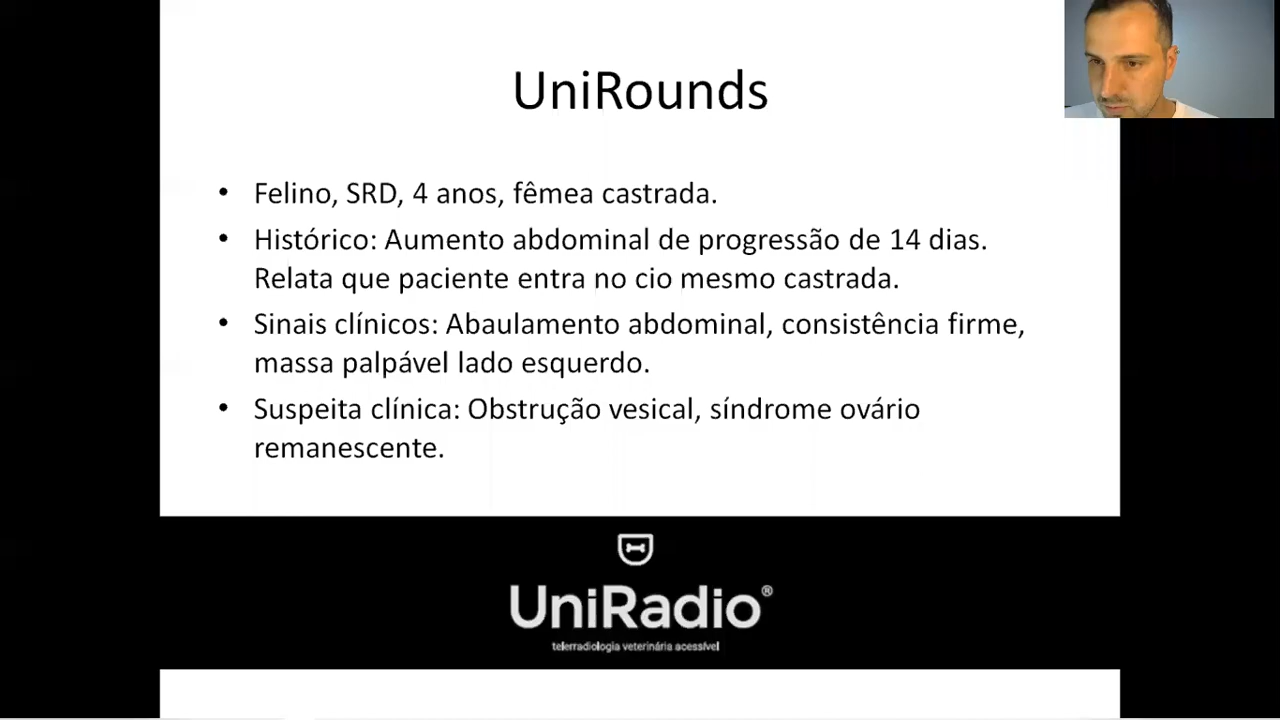 UniRounds
• Felino, SRD, 4 anos, fêmea castrada.
• Histórico: Aumento abdominal de progressão de 14 dias.
Relata que paciente entra no cio mesmo castrada.
• Sinais clínicos: Abaulamento abdominal, consistência firme,
massa palpável lado esquerdo.
• Suspeita clínica: Obstrução vesical, síndrome ovário
remanescente.
UniRadio®
telerradiologia veterinária acessível